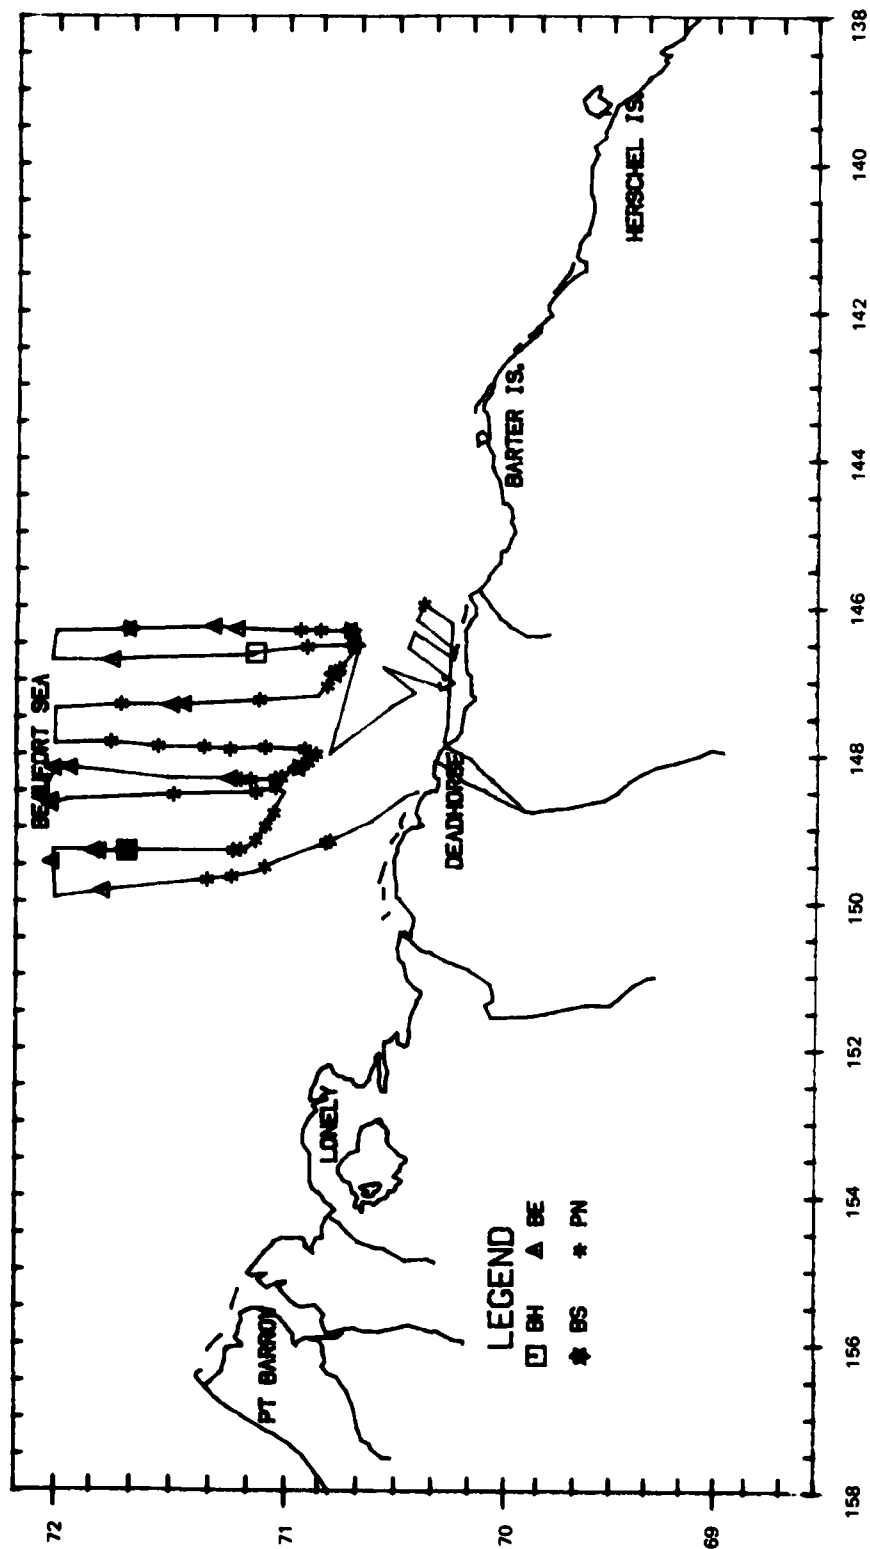 BEAUFORT SEA
PT BARROW
LONELY
DEADHORSE
BARTER IS.
HERSCHEL IS.
LEGEND
BH BE
BS PN
72
71
70
69
158
156
154
152
150
148
146
144
142
140
138